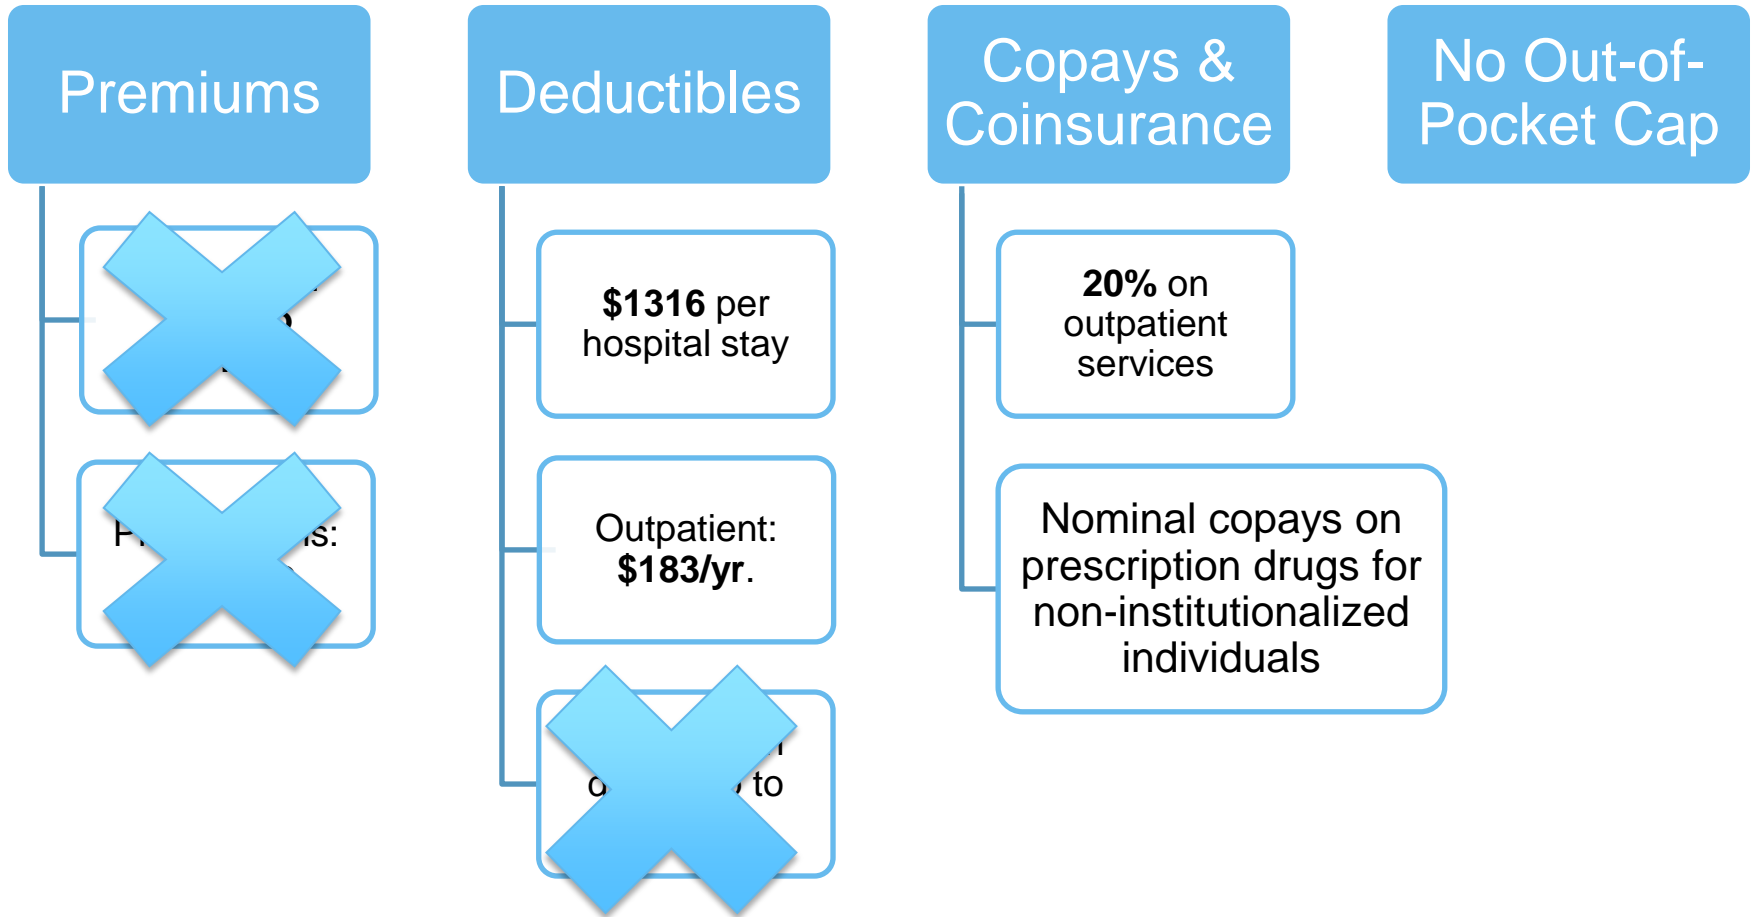 Premiums
Deductibles
$1316 per
hospital stay
Outpatient:
$183/yr.
to
Copays &
Coinsurance
20% on
outpatient
services
Nominal copays on
prescription drugs for
non-institutionalized
individuals
No Out-of-
Pocket Cap